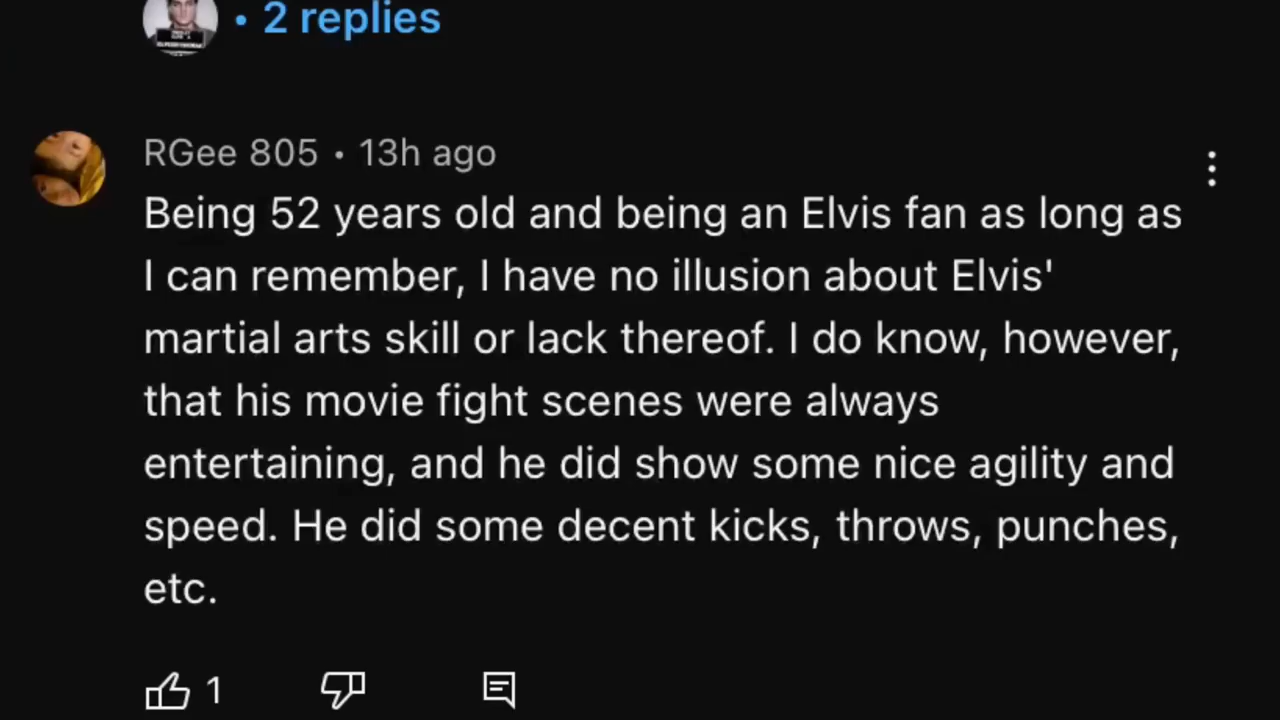 • 2 replies
RGee 805 • 13h ago
Being 52 years old and being an Elvis fan as long as
I can remember, I have no illusion about Elvis'
martial arts skill or lack thereof. I do know, however,
that his movie fight scenes were always
entertaining, and he did show some nice agility and
speed. He did some decent kicks, throws, punches,
etc.
1